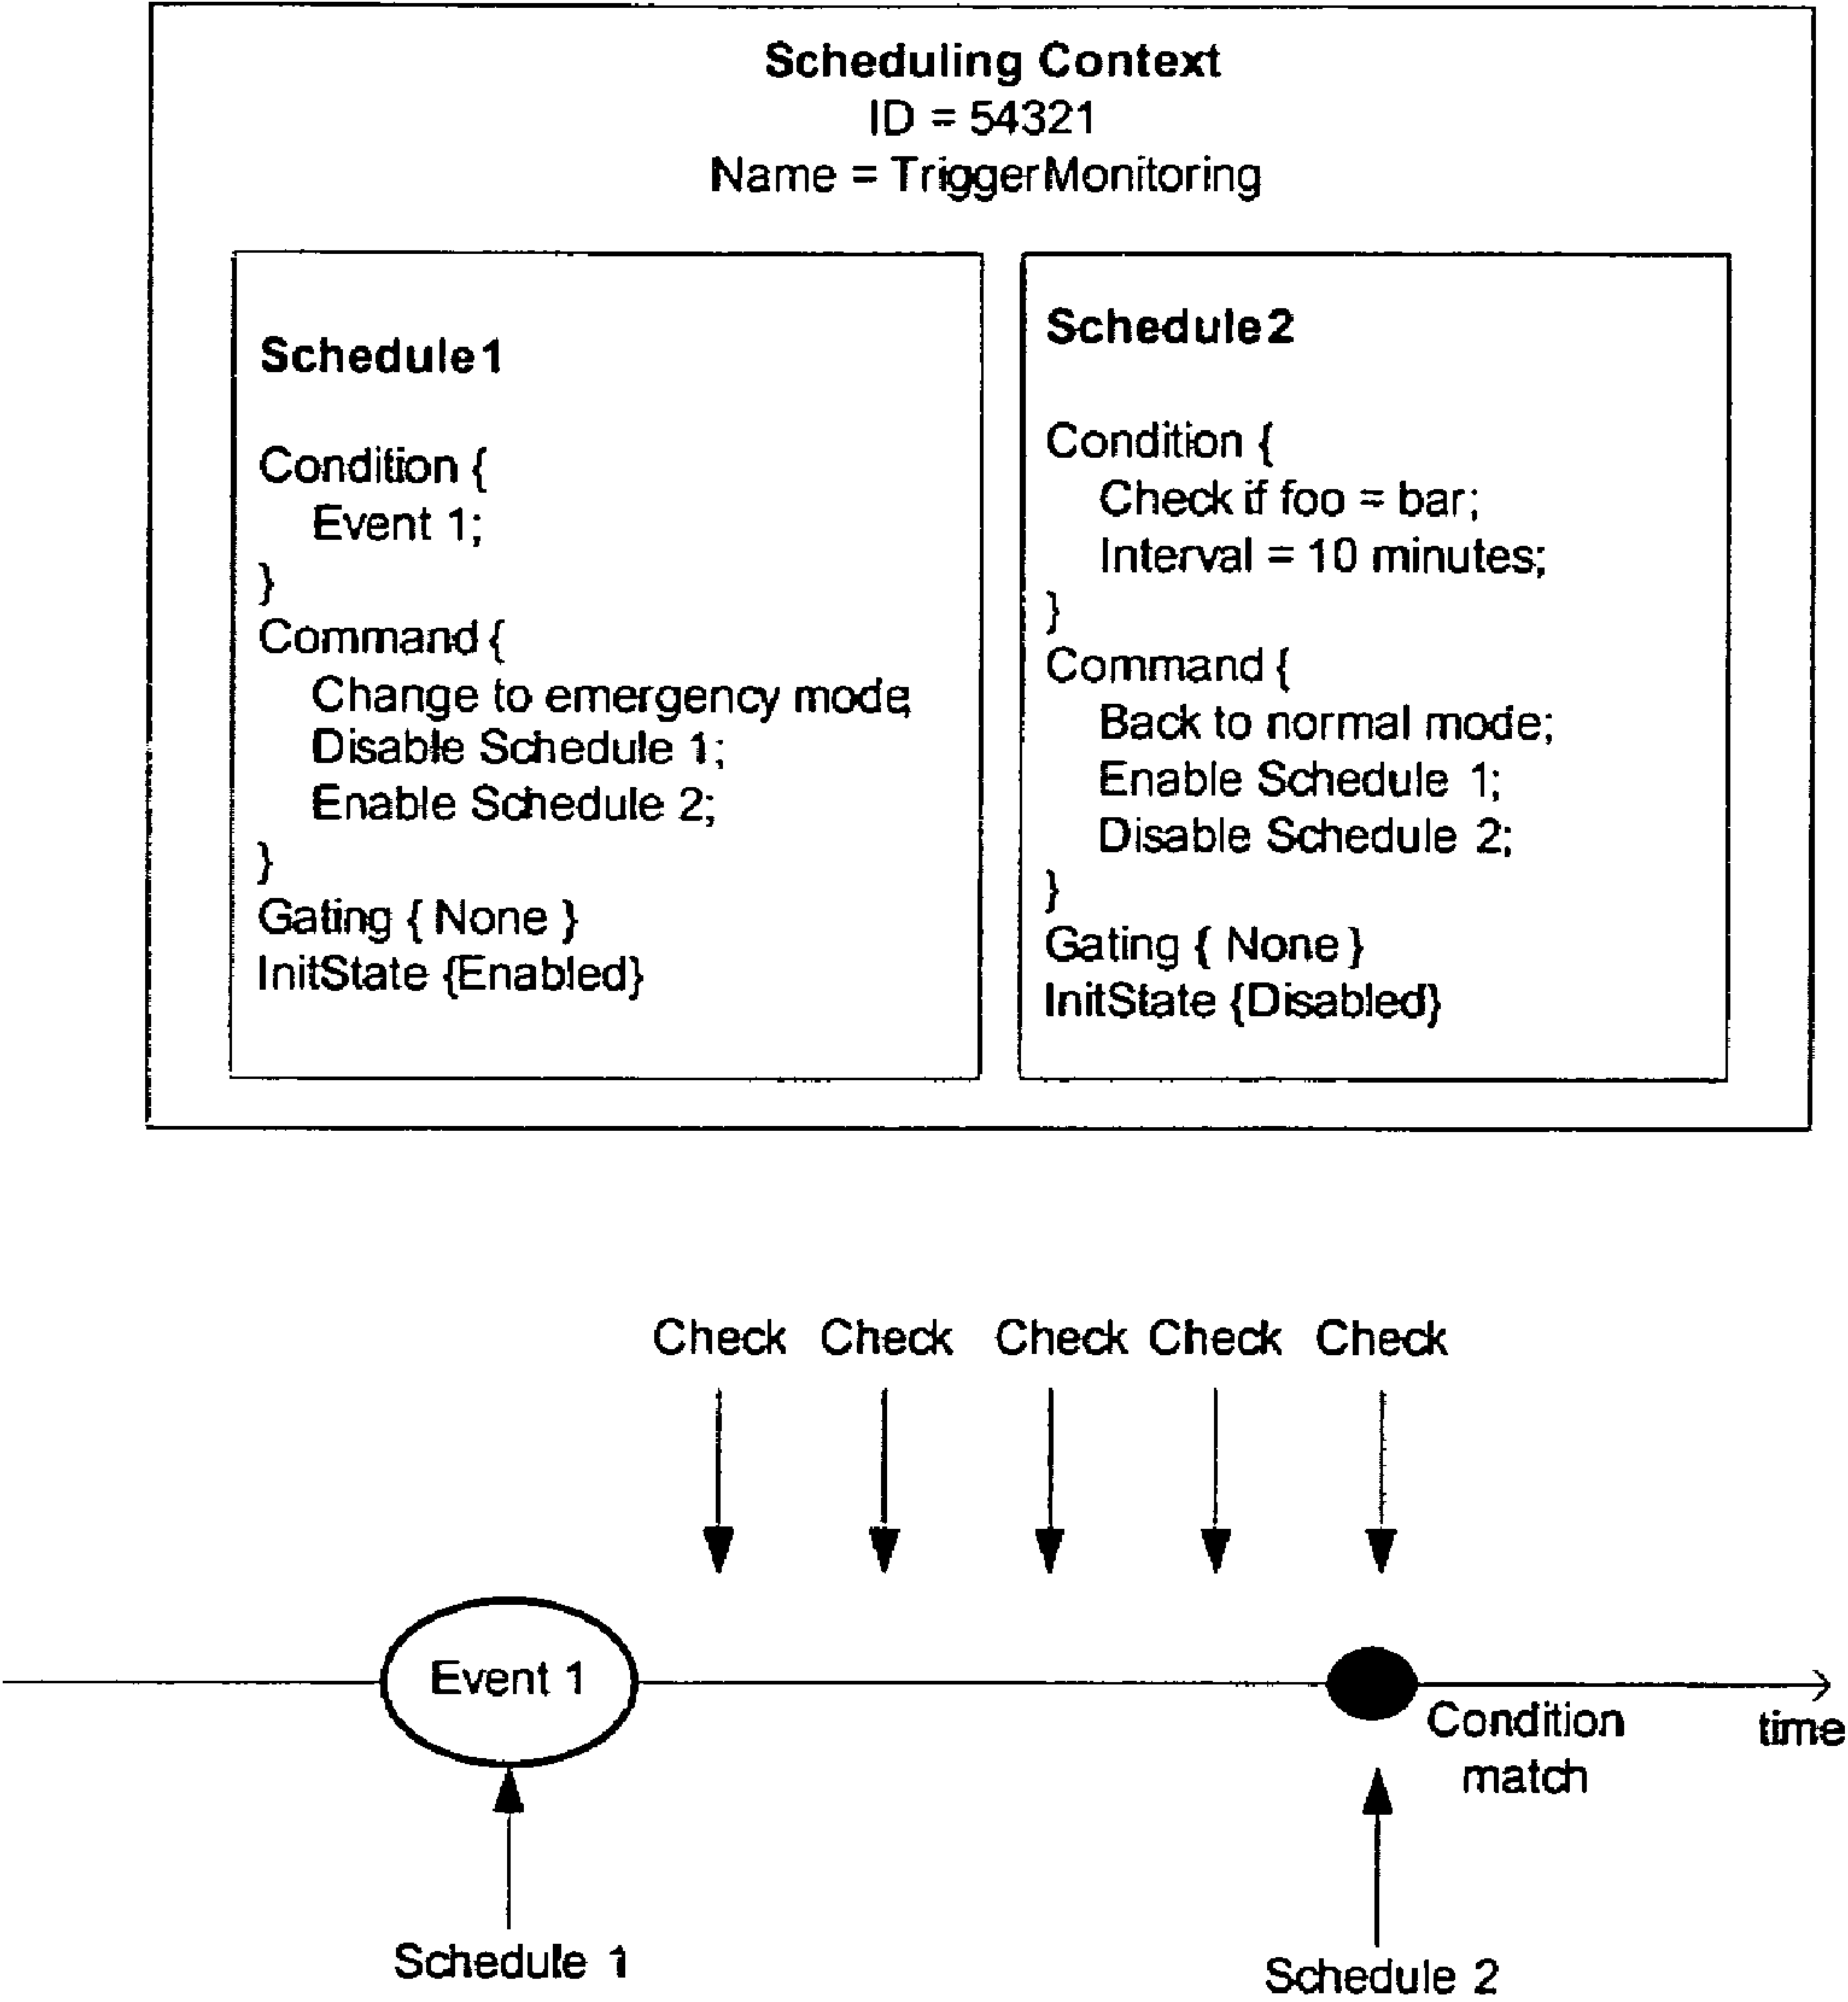 Scheduling Context
ID = 54321
Name = TriggerMonitoring
Schedule1
Condition {
Event 1;
}
Command {
Change to emergency mode;
Disable Schedule 1;
Enable Schedule 2;
}
Gating { None }
InitState {Enabled}
Schedule2
Condition {
Check if foo = bar;
Interval = 10 minutes;
}
Command {
Back to normal mode;
Enable Schedule 1;
Disable Schedule 2;
}
Gating { None }
InitState {Disabled}
Check Check Check Check Check
Event 1
Condition
match
time
Schedule 1
Schedule 2